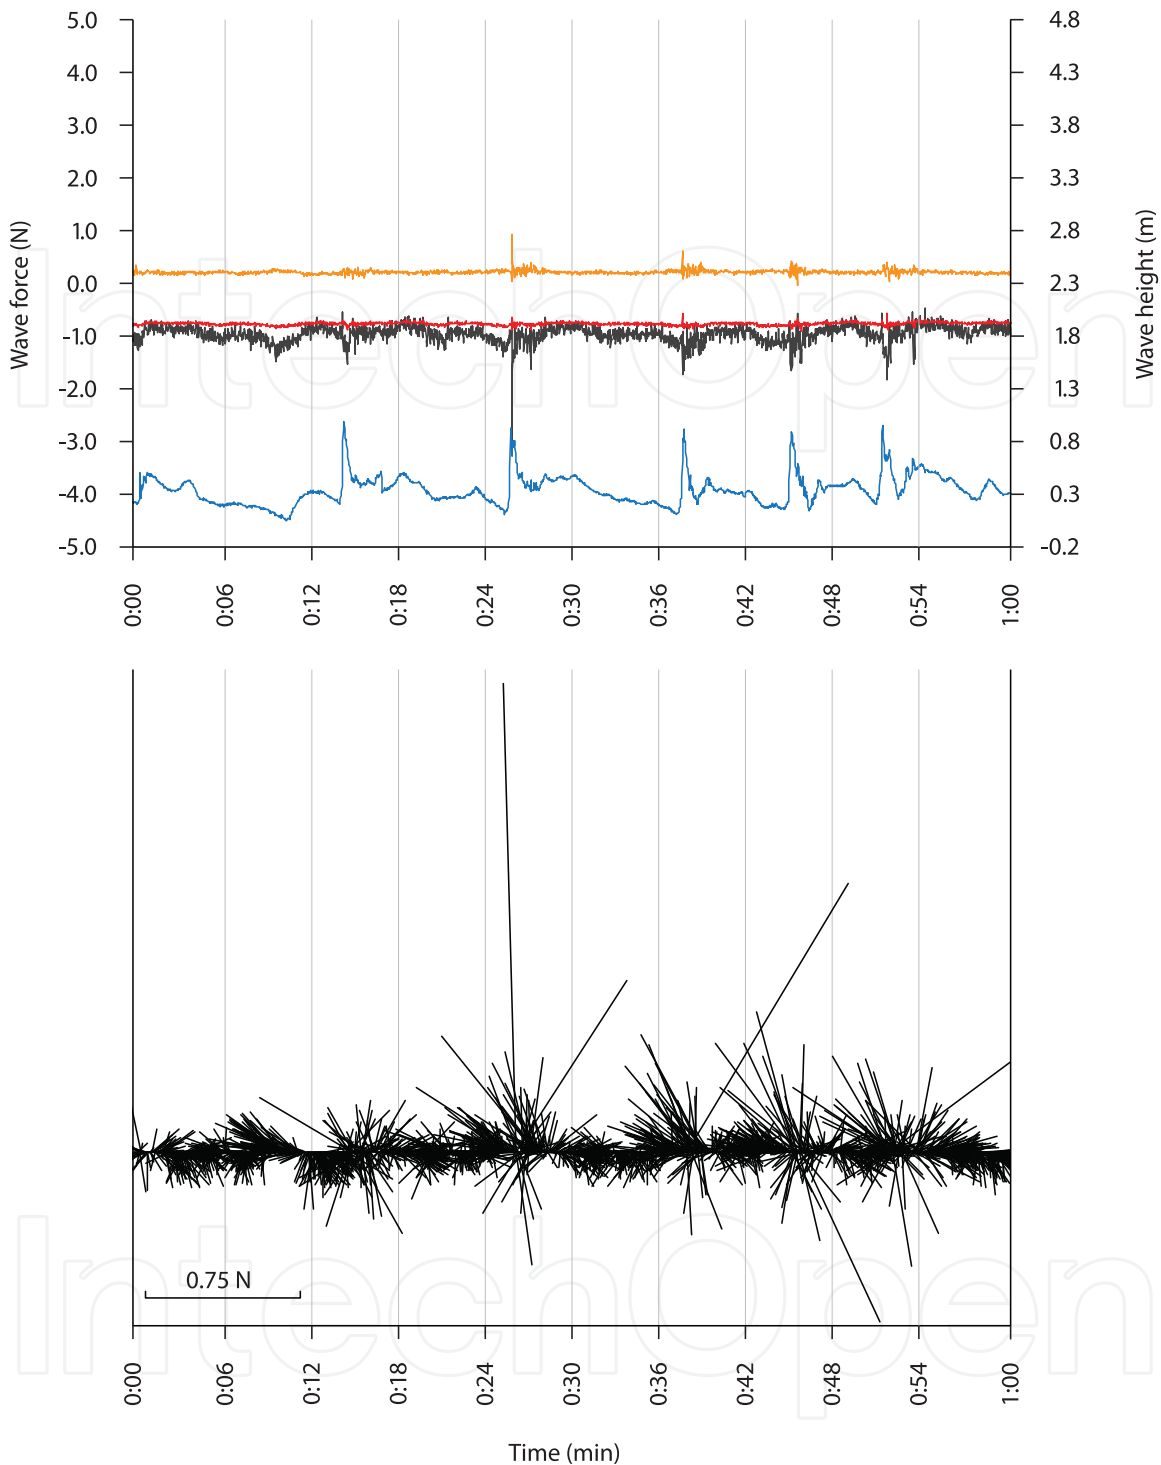 5.0 4.8
4.0 4.3
3.0 3.8
2.0 3.3
1.0 2.8
0.0 2.3
-1.0 1.8
-2.0 1.3
-3.0 0.8
-4.0 0.3
-5.0 -0.2
Wave force (N)
Wave height (m)
0:00 0:06 0:12 0:18 0:24 0:30 0:36 0:42 0:48 0:54 1:00
IntechOpen
0.75 N
IntechOpen
0:00 0:06 0:12 0:18 0:24 0:30 0:36 0:42 0:48 0:54 1:00
Time (min)